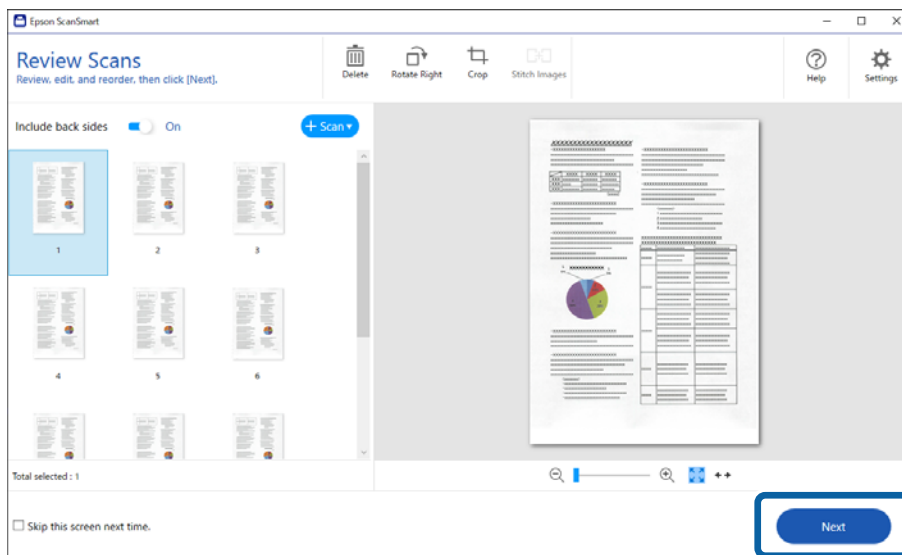 Epson ScanSmart
Review Scans
Review, edit, and reorder, then click [Next].
Delete
Rotate Right
Crop
Stitch Images
Help
Settings
Include back sides
On
+ Scan
1
2
3
4
5
6
Total selected : 1
Skip this screen next time.
Next